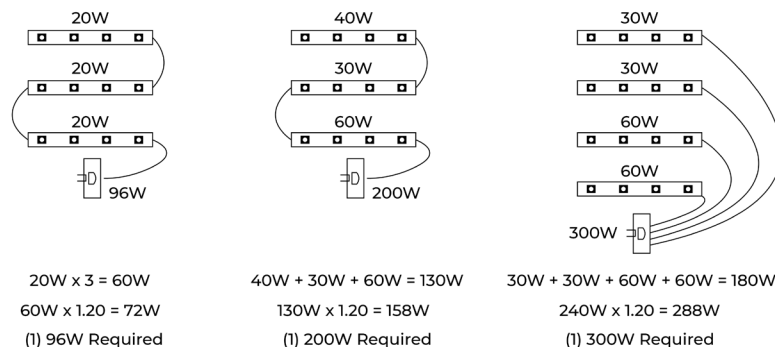 20W
20W
20W
96W
20W x 3 = 60W
60W x 1.20 = 72W
(1) 96W Required
40W
30W
60W
200W
40W + 30W + 60W = 130W
130W x 1.20 = 158W
(1) 200W Required
30W
30W
60W
60W
300W
30W + 30W + 60W + 60W = 180W
240W x 1.20 = 288W
(1) 300W Required